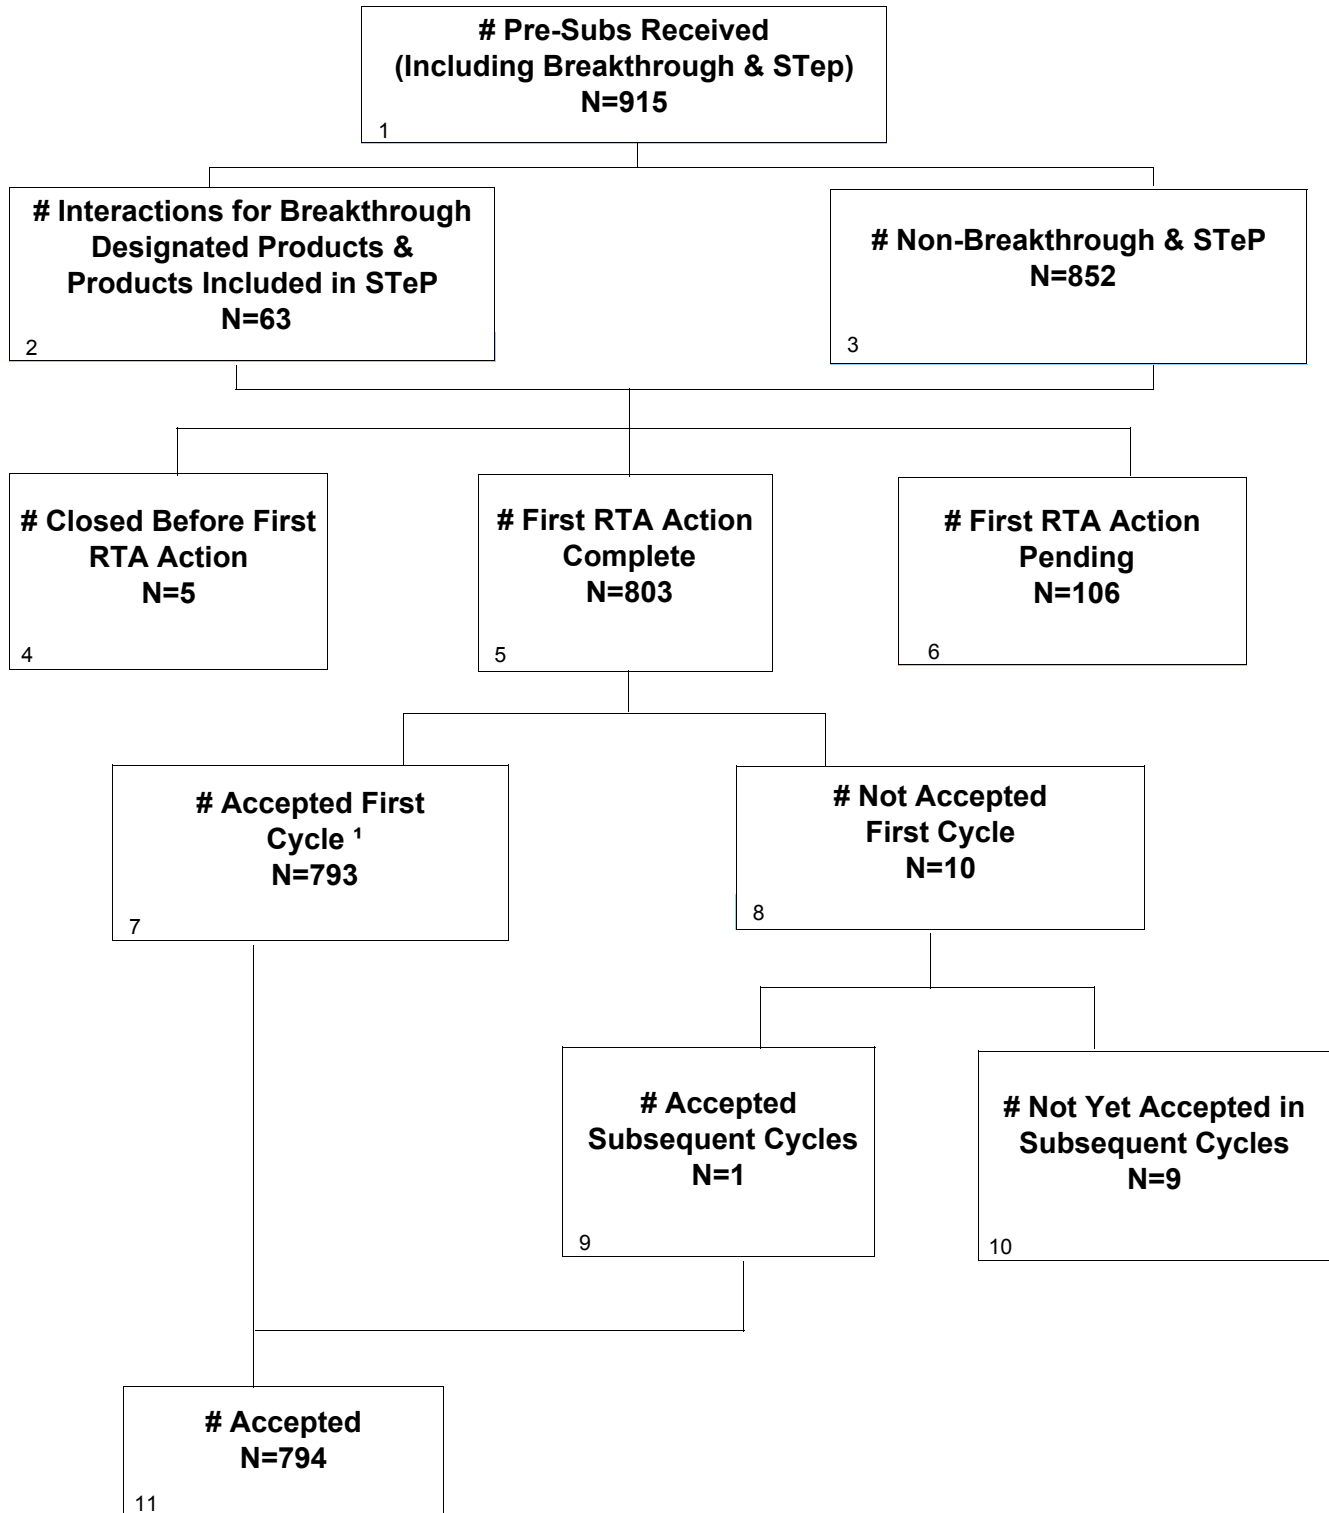 # Pre-Subs Received
(Including Breakthrough & STep)
N=915
1
# Interactions for Breakthrough
Designated Products &
Products Included in STeP
N=63
2
# Non-Breakthrough & STeP
N=852
3
# Closed Before First
RTA Action
N=5
4
# First RTA Action
Complete
N=803
5
# First RTA Action
Pending
N=106
6
# Accepted First
Cycle ¹
N=793
7
# Not Accepted
First Cycle
N=10
8
# Accepted
Subsequent Cycles
N=1
9
# Not Yet Accepted in
Subsequent Cycles
N=9
10
# Accepted
N=794
11